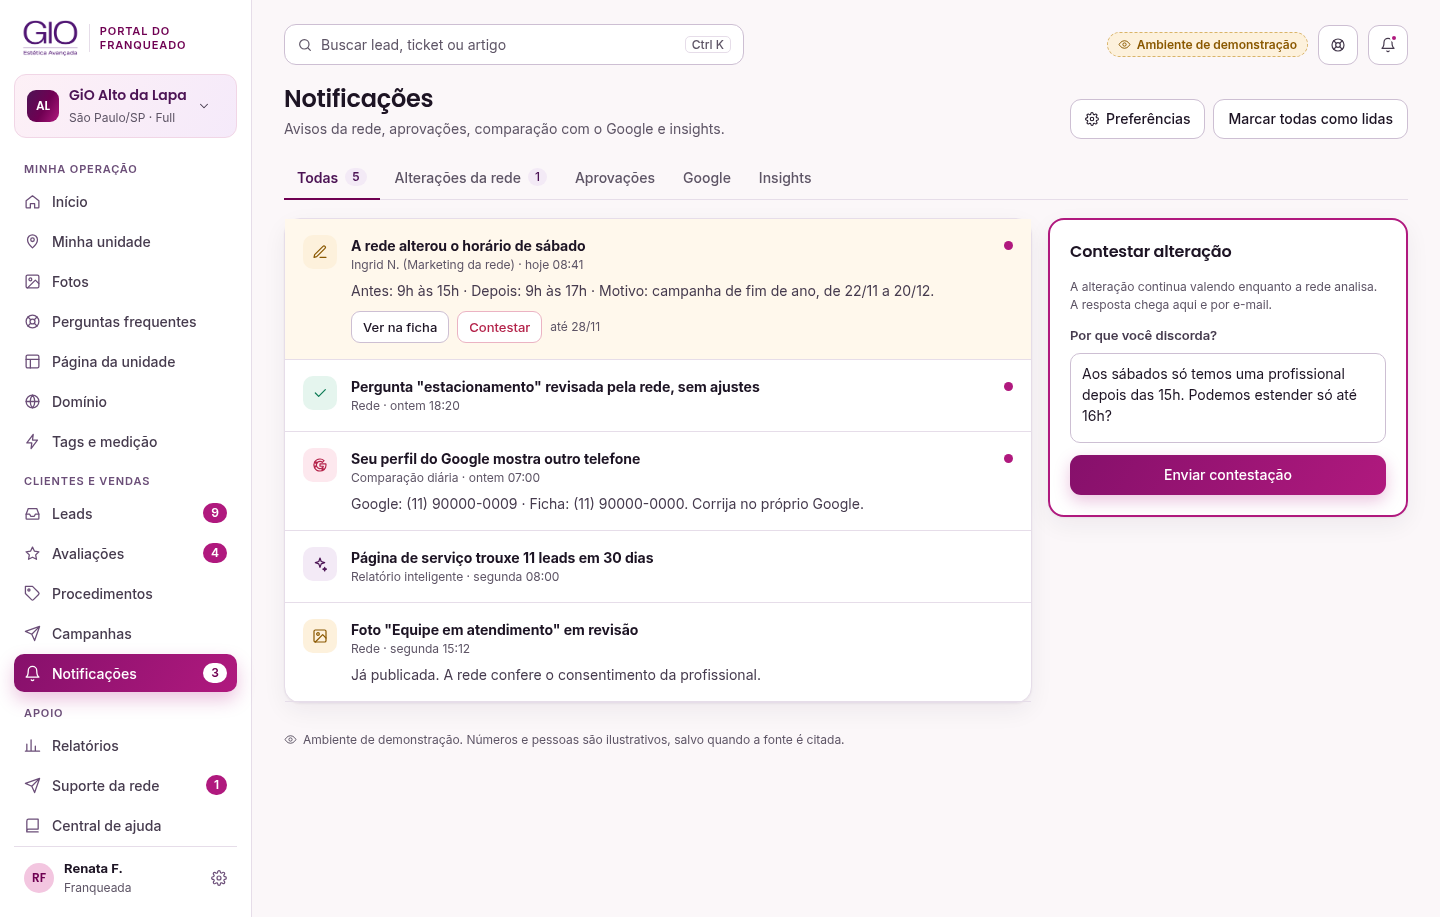 GIO
Estética Avançada
PORTAL DO
FRANQUEADO
AL
GiO Alto da Lapa
São Paulo/SP · Full
MINHA OPERAÇÃO
Início
Minha unidade
Fotos
Perguntas frequentes
Página da unidade
Domínio
Tags e medição
CLIENTES E VENDAS
Leads 9
Avaliações 4
Procedimentos
Campanhas
Notificações 3
APOIO
Relatórios
Suporte da rede 1
Central de ajuda
RF
Renata F.
Franqueada
Buscar lead, ticket ou artigo Ctrl K
Ambiente de demonstração
Notificações
Avisos da rede, aprovações, comparação com o Google e insights.
Preferências
Marcar todas como lidas
Todas 5 Alterações da rede 1 Aprovações Google Insights
A rede alterou o horário de sábado
Ingrid N. (Marketing da rede) · hoje 08:41
Antes: 9h às 15h · Depois: 9h às 17h · Motivo: campanha de fim de ano, de 22/11 a 20/12.
Ver na ficha Contestar até 28/11
Pergunta "estacionamento" revisada pela rede, sem ajustes
Rede · ontem 18:20
Seu perfil do Google mostra outro telefone
Comparação diária · ontem 07:00
Google: (11) 90000-0009 · Ficha: (11) 90000-0000. Corrija no próprio Google.
Página de serviço trouxe 11 leads em 30 dias
Relatório inteligente · segunda 08:00
Foto "Equipe em atendimento" em revisão
Rede · segunda 15:12
Já publicada. A rede confere o consentimento da profissional.
Contestar alteração
A alteração continua valendo enquanto a rede analisa.
A resposta chega aqui e por e-mail.
Por que você discorda?
Aos sábados só temos uma profissional
depois das 15h. Podemos estender só até
16h?
Enviar contestação
Ambiente de demonstração. Números e pessoas são ilustrativos, salvo quando a fonte é citada.